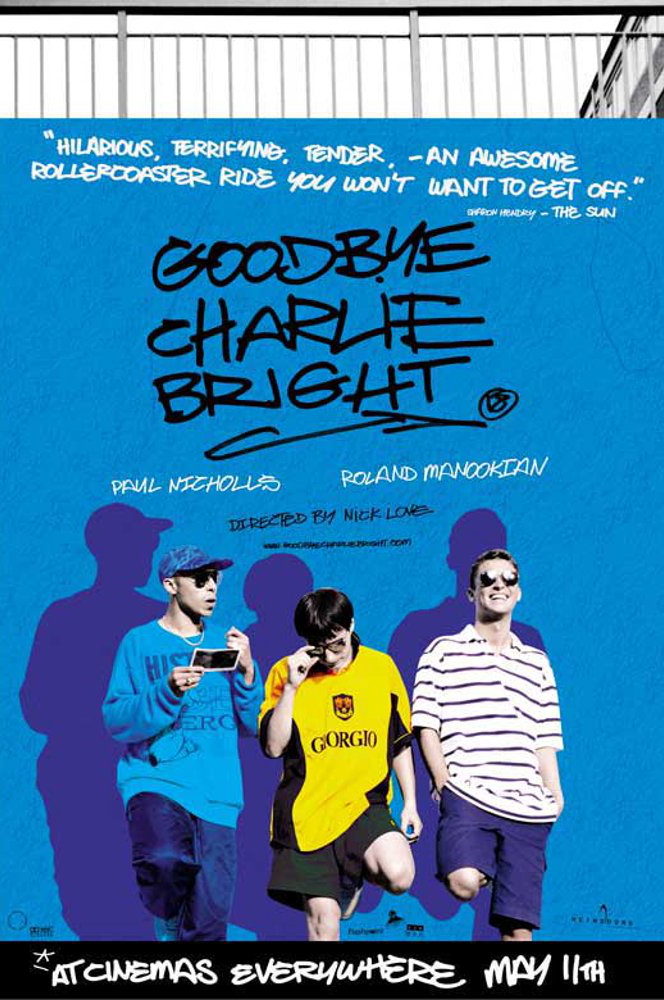 "HILARIOUS, TERRIFYING, TENDER, -AN AWESOME
ROLLERCOASTER RIDE YOU WON'T WANT TO GET OFF."
SHARON HENDRY - THE SUN
GOODBYE
CHARLIE
BRIGHT
PAUL NICHOLLS ROLAND MANOOKIAN
DIRECTED BY NICK LOVE
WWW.GOODBYECHARLIEBRIGHT.COM
GIORGIO
*AT CINEMAS EVERYWHERE MAY 11TH